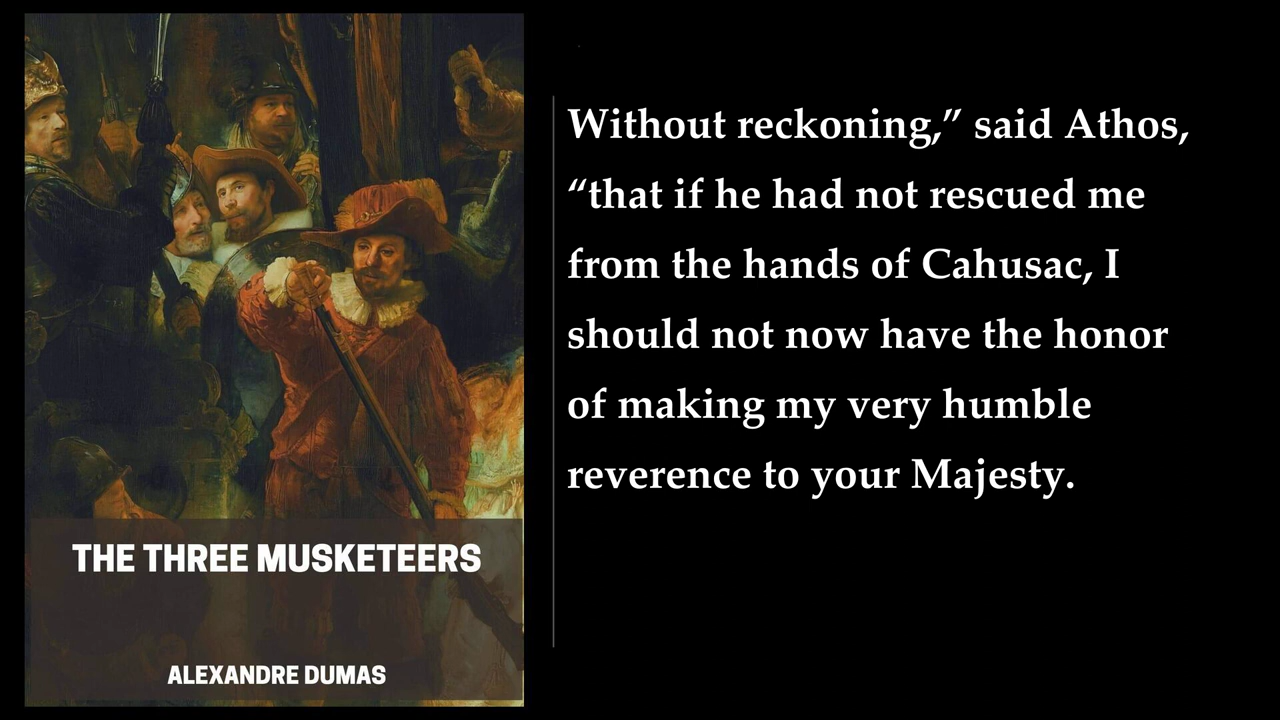 THE THREE MUSKETEERS
ALEXANDRE DUMAS
Without reckoning,” said Athos,
“that if he had not rescued me
from the hands of Cahusac, I
should not now have the honor
of making my very humble
reverence to your Majesty.